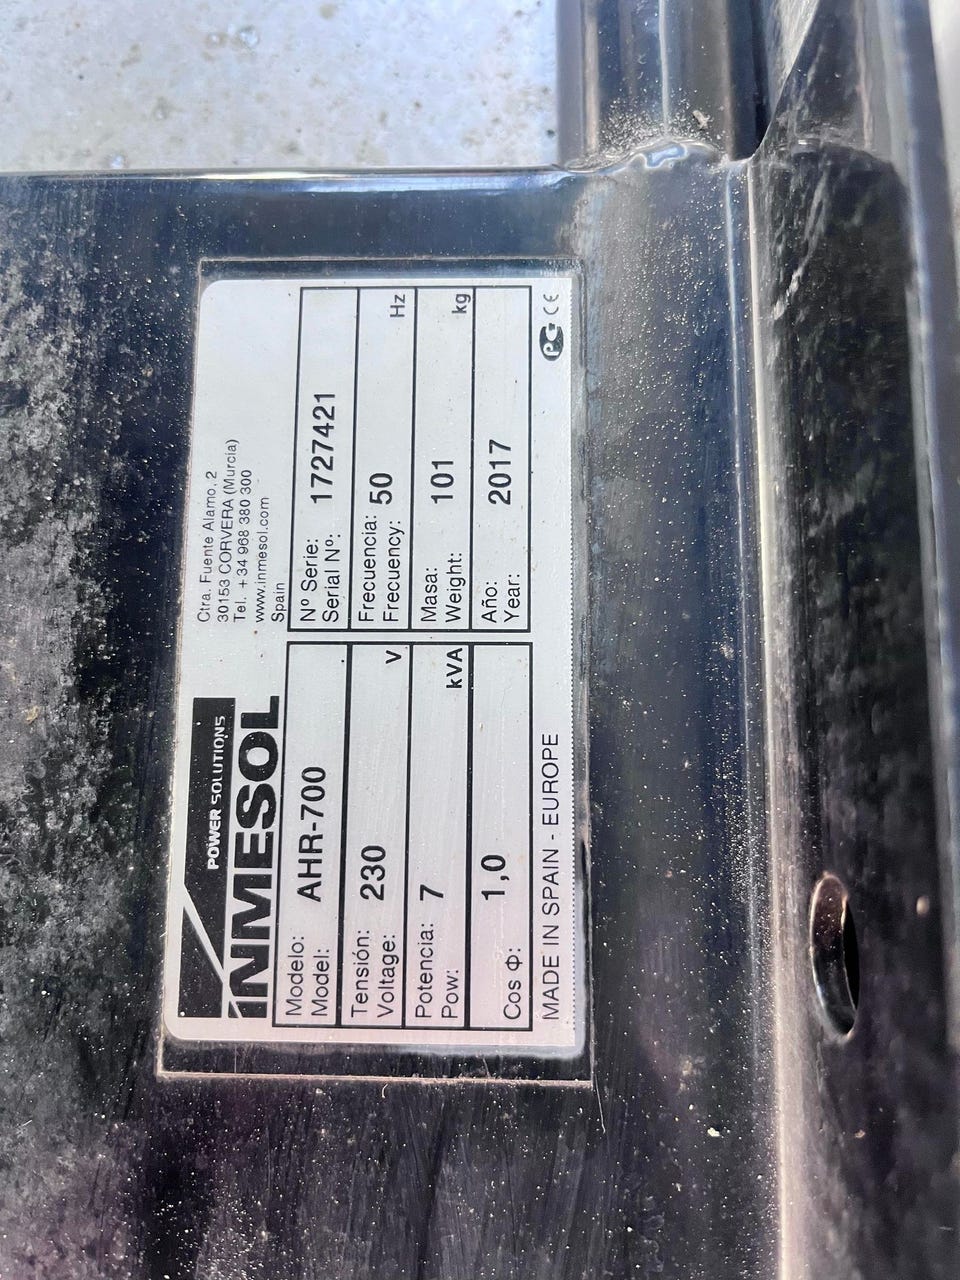 POWER SOLUTIONS
INMESOL
Ctra. Fuente Alamo, 2
30153 CORVERA (Murcia)
Tel. +34 968 380 300
www.inmesol.com
Spain
Modelo:
Model: AHR-700
Tensión:
Voltage: 230 V
Potencia:
Pow: 7 kVA
Cos Φ: 1,0
Nº Serie:
Serial Nº: 1727421
Frecuencia:
Frecuency: 50 Hz
Masa:
Weight: 101 kg
Año:
Year: 2017
MADE IN SPAIN - EUROPE
PG CE